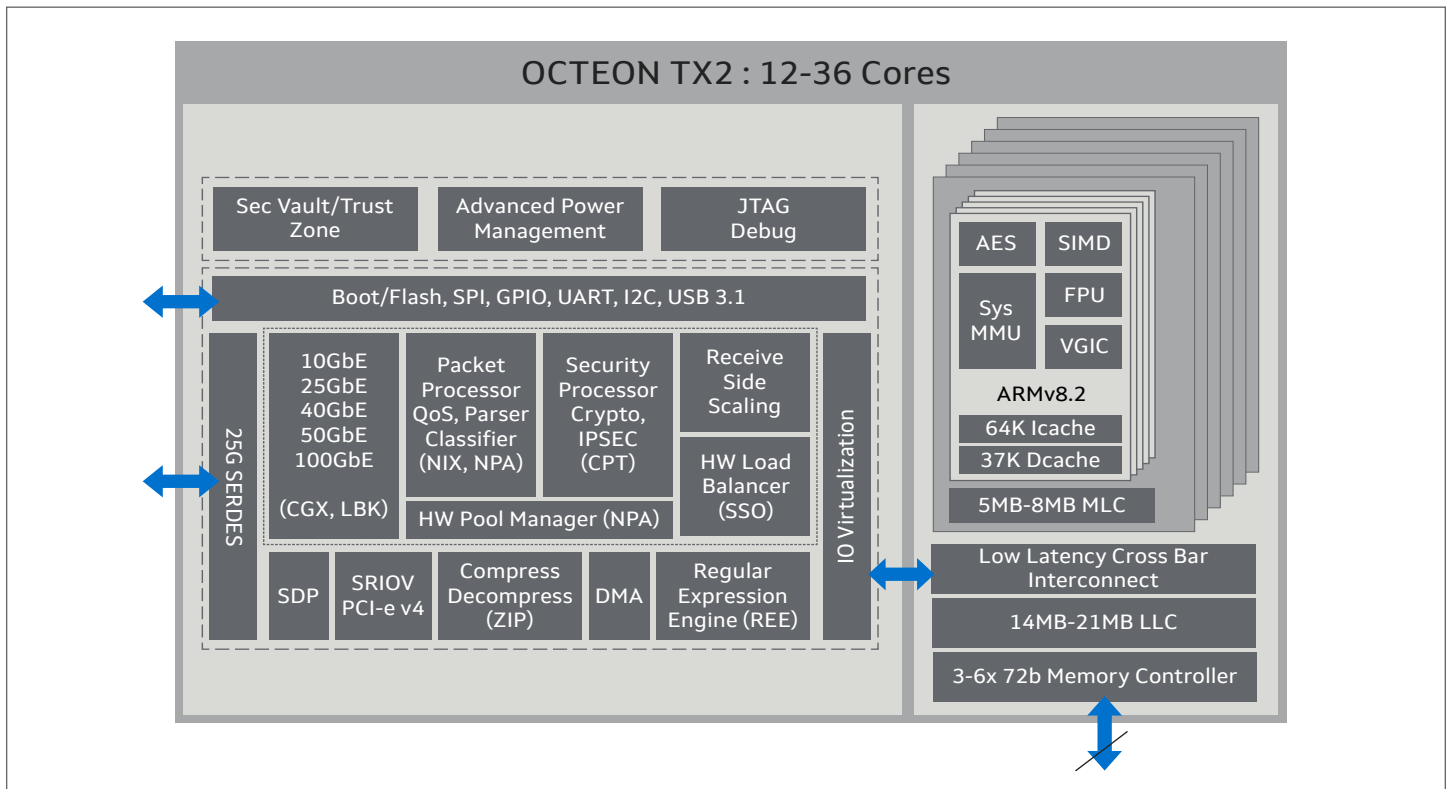 OCTEON TX2 : 12-36 Cores
Sec Vault/Trust
Zone
Advanced Power
Management
JTAG
Debug
Boot/Flash, SPI, GPIO, UART, I2C, USB 3.1
25G SERDES
10GbE
25GbE
40GbE
50GbE
100GbE
(CGX, LBK)
Packet
Processor
QoS, Parser
Classifier
(NIX, NPA)
Security
Processor
Crypto,
IPSEC
(CPT)
Receive
Side
Scaling
HW Load
Balancer
(SSO)
HW Pool Manager (NPA)
IO Virtualization
SDP
SRIOV
PCI-e v4
Compress
Decompress
(ZIP)
DMA
Regular
Expression
Engine (REE)
AES
SIMD
Sys
MMU
FPU
VGIC
ARMv8.2
64K Icache
37K Dcache
5MB-8MB MLC
Low Latency Cross Bar
Interconnect
14MB-21MB LLC
3-6x 72b Memory Controller